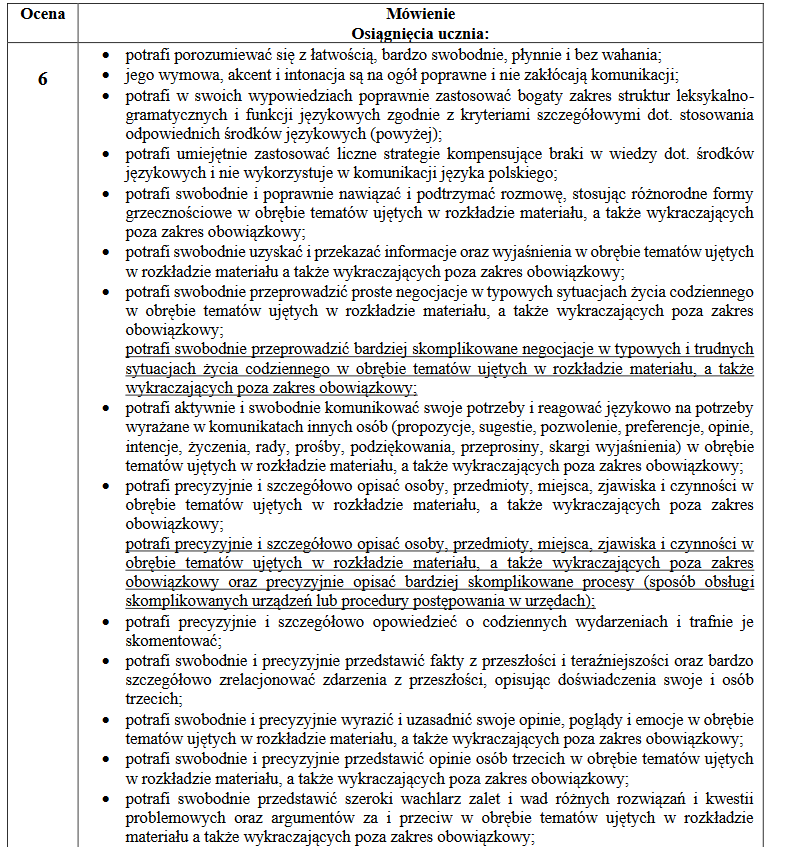 Ocena
Mówienie
Osiągnięcia ucznia:
6
• potrafi porozumiewać się z łatwością, bardzo swobodnie, płynnie i bez wahania;
• jego wymowa, akcent i intonacja są na ogół poprawne i nie zakłócają komunikacji;
• potrafi w swoich wypowiedziach poprawnie zastosować bogaty zakres struktur leksykalno-
gramatycznych i funkcji językowych zgodnie z kryteriami szczegółowymi dot. stosowania
odpowiednich środków językowych (powyżej);
• potrafi umiejętnie zastosować liczne strategie kompensujące braki w wiedzy dot. środków
językowych i nie wykorzystuje w komunikacji języka polskiego;
• potrafi swobodnie i poprawnie nawiązać i podtrzymać rozmowę, stosując różnorodne formy
grzecznościowe w obrębie tematów ujętych w rozkładzie materiału, a także wykraczających
poza zakres obowiązkowy;
• potrafi swobodnie uzyskać i przekazać informacje oraz wyjaśnienia w obrębie tematów ujętych
w rozkładzie materiału a także wykraczających poza zakres obowiązkowy;
• potrafi swobodnie przeprowadzić proste negocjacje w typowych sytuacjach życia codziennego
w obrębie tematów ujętych w rozkładzie materiału, a także wykraczających poza zakres
obowiązkowy;
potrafi swobodnie przeprowadzić bardziej skomplikowane negocjacje w typowych i trudnych
sytuacjach życia codziennego w obrębie tematów ujętych w rozkładzie materiału, a także
wykraczających poza zakres obowiązkowy;
• potrafi aktywnie i swobodnie komunikować swoje potrzeby i reagować językowo na potrzeby
wyrażane w komunikatach innych osób (propozycje, sugestie, pozwolenie, preferencje, opinie,
intencje, życzenia, rady, prośby, podziękowania, przeprosiny, skargi wyjaśnienia) w obrębie
tematów ujętych w rozkładzie materiału, a także wykraczających poza zakres obowiązkowy;
• potrafi precyzyjnie i szczegółowo opisać osoby, przedmioty, miejsca, zjawiska i czynności w
obrębie tematów ujętych w rozkładzie materiału, a także wykraczających poza zakres
obowiązkowy;
potrafi precyzyjnie i szczegółowo opisać osoby, przedmioty, miejsca, zjawiska i czynności w
obrębie tematów ujętych w rozkładzie materiału, a także wykraczających poza zakres
obowiązkowy oraz precyzyjnie opisać bardziej skomplikowane procesy (sposób obsługi
skomplikowanych urządzeń lub procedury postępowania w urzędach);
• potrafi precyzyjnie i szczegółowo opowiedzieć o codziennych wydarzeniach i trafnie je
skomentować;
• potrafi swobodnie i precyzyjnie przedstawić fakty z przeszłości i teraźniejszości oraz bardzo
szczegółowo zrelacjonować zdarzenia z przeszłości, opisując doświadczenia swoje i osób
trzecich;
• potrafi swobodnie i precyzyjnie wyrazić i uzasadnić swoje opinie, poglądy i emocje w obrębie
tematów ujętych w rozkładzie materiału, a także wykraczających poza zakres obowiązkowy;
• potrafi swobodnie i precyzyjnie przedstawić opinie osób trzecich w obrębie tematów ujętych
w rozkładzie materiału, a także wykraczających poza zakres obowiązkowy;
• potrafi swobodnie przedstawić szeroki wachlarz zalet i wad różnych rozwiązań i kwestii
problemowych oraz argumentów za i przeciw w obrębie tematów ujętych w rozkładzie
materiału a także wykraczających poza zakres obowiązkowy;